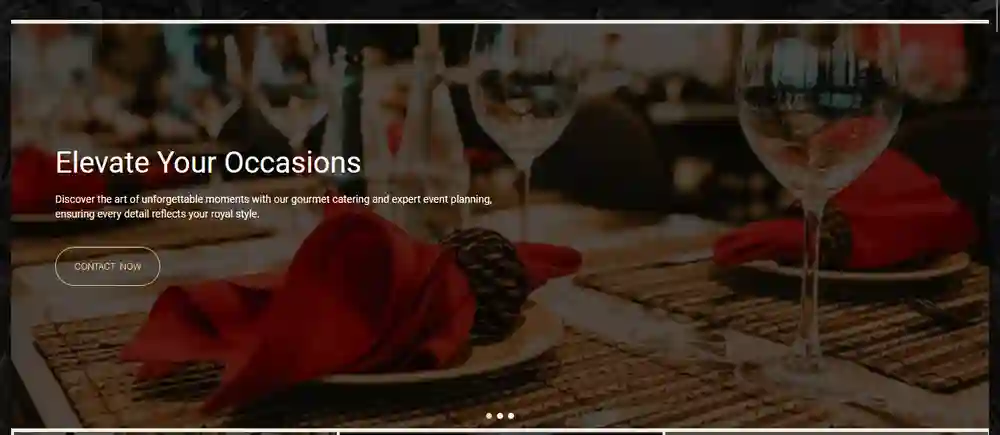 Elevate Your Occasions
Discover the art of unforgettable moments with our gourmet catering and expert event planning,
ensuring every detail reflects your royal style.
CONTACT NOW